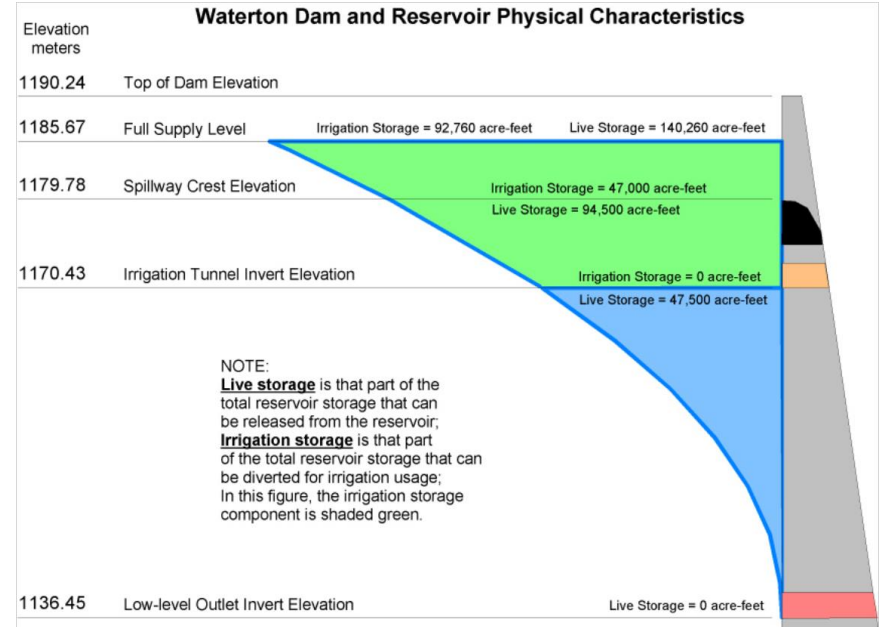 Waterton Dam and Reservoir Physical Characteristics
Elevation
meters
1190.24 Top of Dam Elevation
1185.67 Full Supply Level Irrigation Storage = 92,760 acre-feet Live Storage = 140,260 acre-feet
1179.78 Spillway Crest Elevation Irrigation Storage = 47,000 acre-feet
Live Storage = 94,500 acre-feet
1170.43 Irrigation Tunnel Invert Elevation Irrigation Storage = 0 acre-feet
Live Storage = 47,500 acre-feet
NOTE:
Live storage is that part of the
total reservoir storage that can
be released from the reservoir;
Irrigation storage is that part
of the total reservoir storage that can
be diverted for irrigation usage;
In this figure, the irrigation storage
component is shaded green.
1136.45 Low-level Outlet Invert Elevation Live Storage = 0 acre-feet